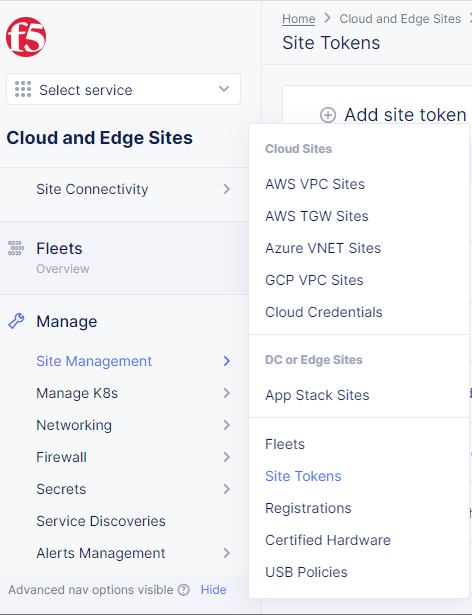 f5
Select service
Cloud and Edge Sites
Site Connectivity
Fleets
Overview
Manage
Site Management
Manage K8s
Networking
Firewall
Secrets
Service Discoveries
Alerts Management
Advanced nav options visible Hide
Home > Cloud and Edge Sites >
Site Tokens
Add site token
Cloud Sites
AWS VPC Sites
AWS TGW Sites
Azure VNET Sites
GCP VPC Sites
Cloud Credentials
DC or Edge Sites
App Stack Sites
Fleets
Site Tokens
Registrations
Certified Hardware
USB Policies